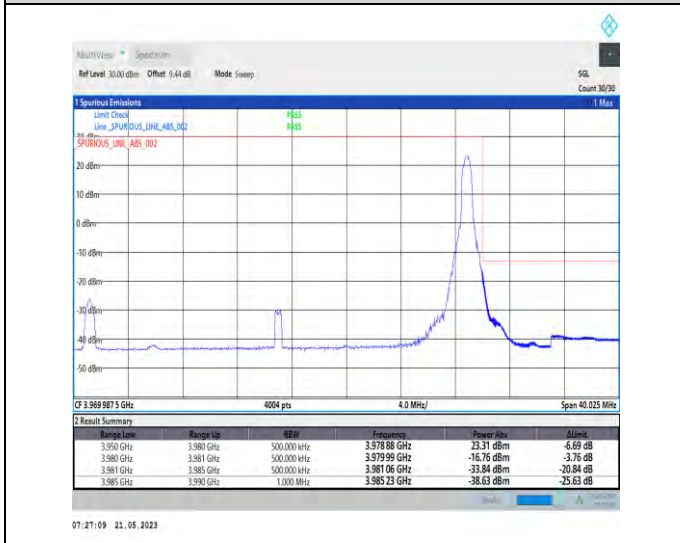 MultiView Spectrum
Ref Level 30.00 dBm Offset 9.44 dB Mode Sweep SGL
Count 30/30
1 Spurious Emissions 1 Max
Limit Check PASS
Line _SPURIOUS_LINE_ABS_002 PASS
30 dBm
SPURIOUS_LINE_ABS_002
20 dBm
10 dBm
0 dBm
-10 dBm
-20 dBm
-30 dBm
-40 dBm
-50 dBm
CF 3.969 987 5 GHz 4004 pts 4.0 MHz/ Span 40.025 MHz
2 Result Summary
Range Low Range Up RBW Frequency Power Abs ΔLimit
3.950 GHz 3.980 GHz 500.000 kHz 3.978 88 GHz 23.31 dBm -6.69 dB
3.980 GHz 3.981 GHz 500.000 kHz 3.979 99 GHz -16.76 dBm -3.76 dB
3.981 GHz 3.985 GHz 500.000 kHz 3.981 06 GHz -33.84 dBm -20.84 dB
3.985 GHz 3.990 GHz 1.000 MHz 3.985 23 GHz -38.63 dBm -25.63 dB
07:27:09 21.05.2023